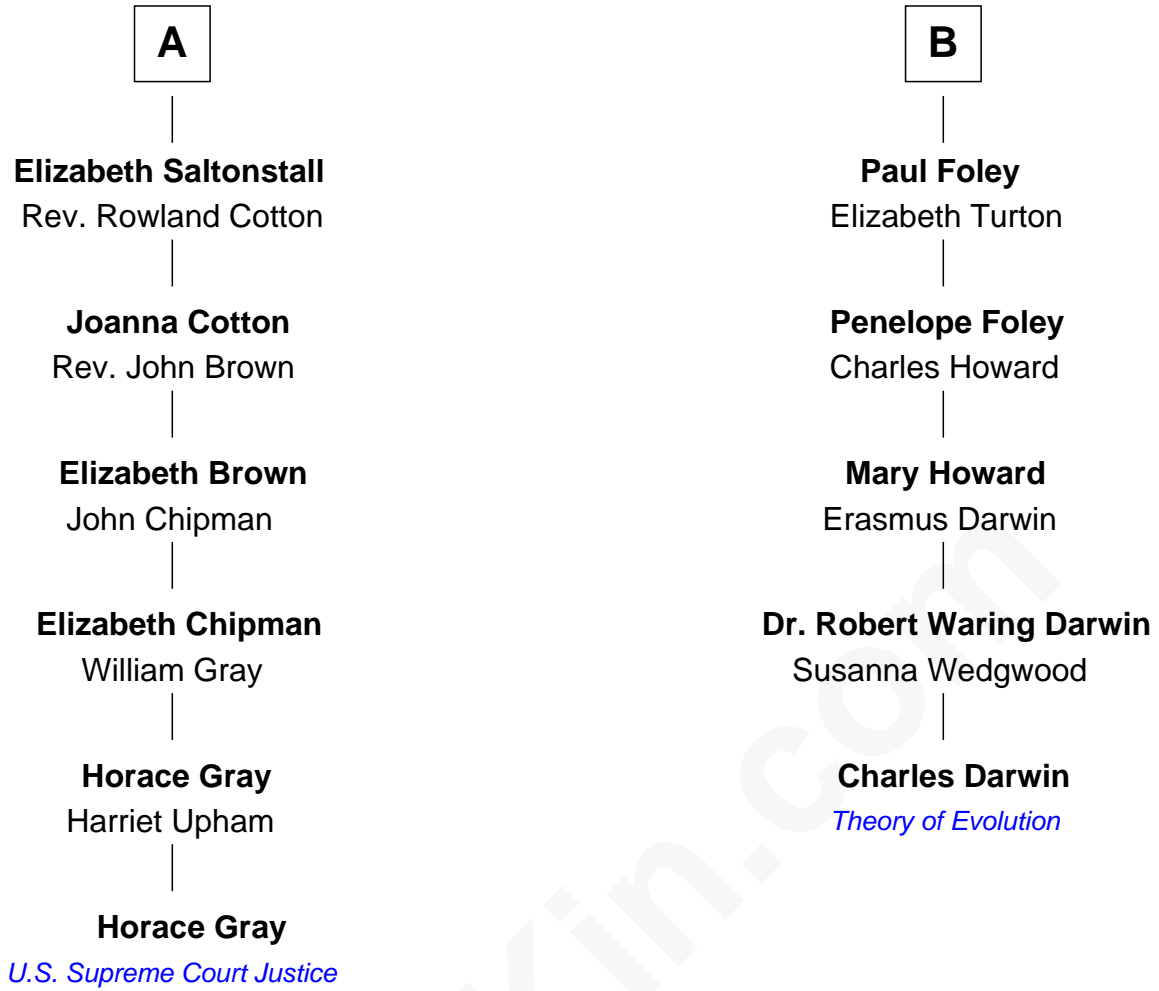 A
Elizabeth Saltonstall
Rev. Rowland Cotton
Joanna Cotton
Rev. John Brown
Elizabeth Brown
John Chipman
Elizabeth Chipman
William Gray
Horace Gray
Harriet Upham
Horace Gray
U.S. Supreme Court Justice
B
Paul Foley
Elizabeth Turton
Penelope Foley
Charles Howard
Mary Howard
Erasmus Darwin
Dr. Robert Waring Darwin
Susanna Wedgwood
Charles Darwin
Theory of Evolution